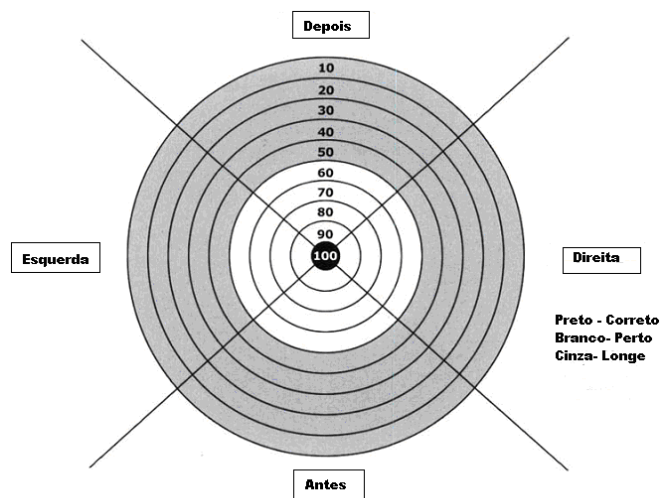 Depois
10
20
30
40
50
60
70
80
90
100
Esquerda
Direita
Preto - Correto
Branco- Perto
Cinza- Longe
Antes